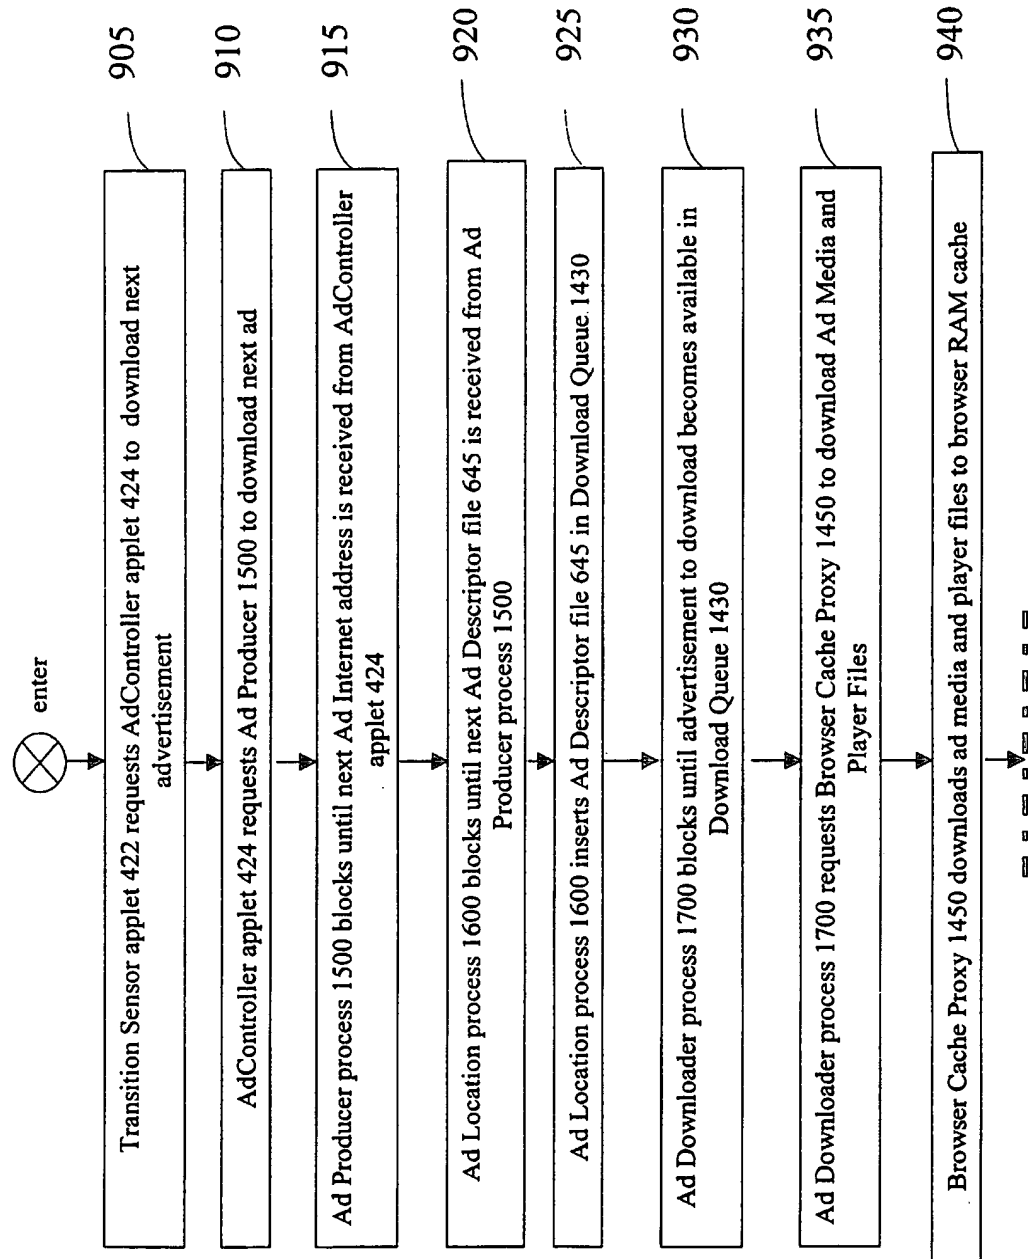 enter
Transition Sensor applet 422 requests AdController applet 424 to download next
advertisement
905
AdController applet 424 requests Ad Producer 1500 to download next ad
910
Ad Producer process 1500 blocks until next Ad Internet address is received from AdController
applet 424
915
Ad Location process 1600 blocks until next Ad Descriptor file 645 is received from Ad
Producer process 1500
920
Ad Location process 1600 inserts Ad Descriptor file 645 in Download Queue 1430
925
Ad Downloader process 1700 blocks until advertisement to download becomes available in
Download Queue 1430
930
Ad Downloader process 1700 requests Browser Cache Proxy 1450 to download Ad Media and
Player Files
935
Browser Cache Proxy 1450 downloads ad media and player files to browser RAM cache
940